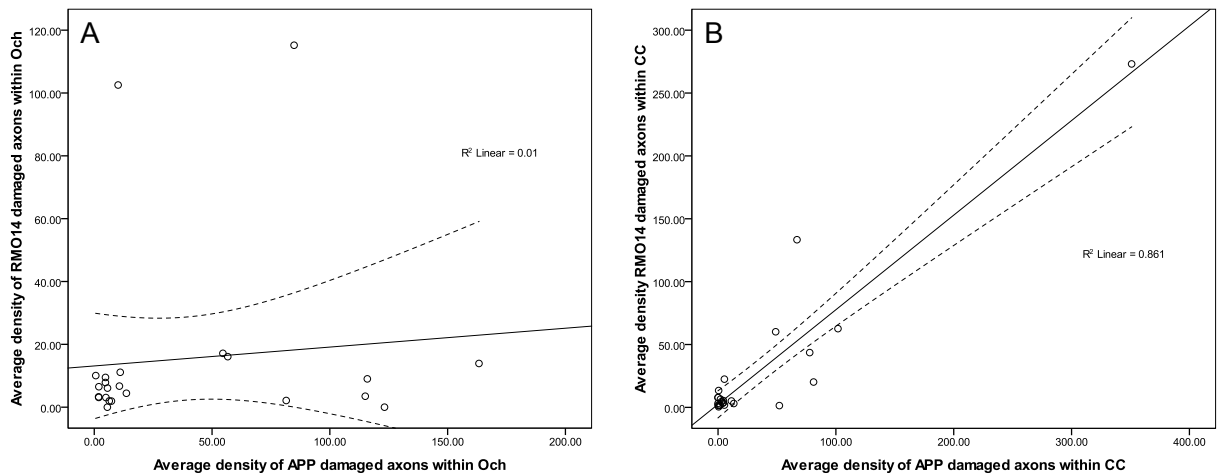 A
Average density of RMO14 damaged axons within Och
120.00
100.00
80.00
60.00
40.00
20.00
0.00
R² Linear = 0.01
0.00 50.00 100.00 150.00 200.00
Average density of APP damaged axons within Och
B
Average density RMO14 damaged axons within CC
300.00
250.00
200.00
150.00
100.00
50.00
0.00
R² Linear = 0.861
0.00 100.00 200.00 300.00 400.00
Average density of APP damaged axons within CC